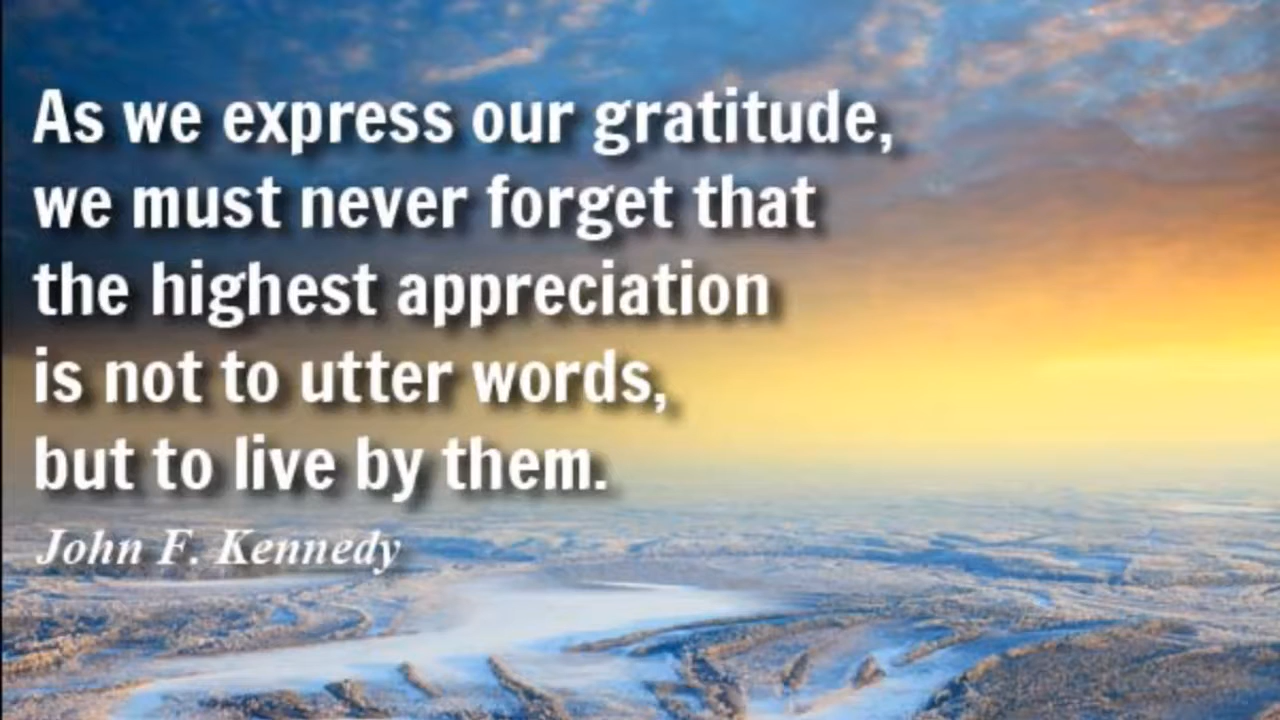 As we express our gratitude,
we must never forget that
the highest appreciation
is not to utter words,
but to live by them.
John F. Kennedy